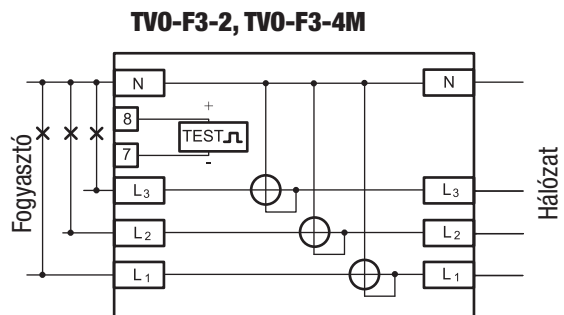 TVO-F3-2, TVO-F3-4M
N
N
8
+
TEST
7
-
Fogyasztó
Hálózat
L3
L3
L2
L2
L1
L1